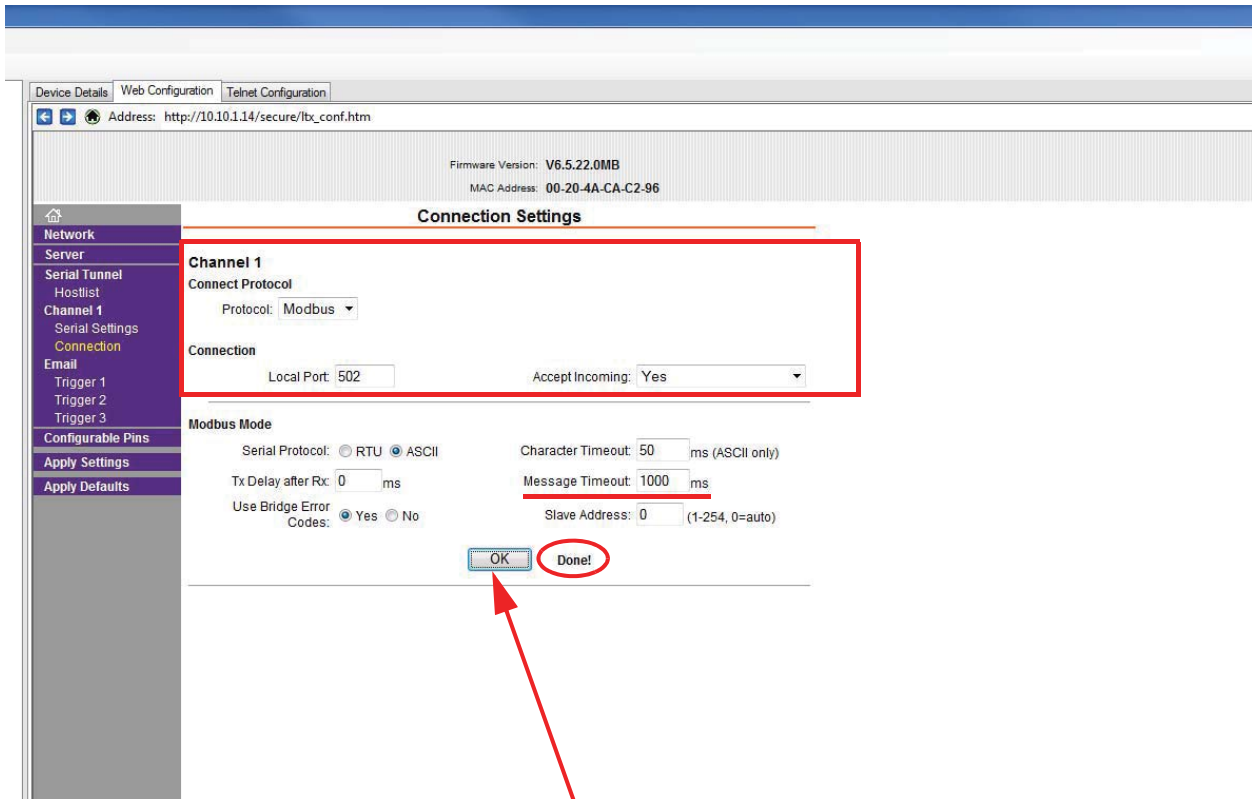 Device Details Web Configuration Telnet Configuration
Address: http://10.10.1.14/secure/ltx_conf.htm
Firmware Version: V6.5.22.0MB
MAC Address: 00-20-4A-CA-C2-96
Network
Server
Serial Tunnel
Hostlist
Channel 1
Serial Settings
Connection
Email
Trigger 1
Trigger 2
Trigger 3
Configurable Pins
Apply Settings
Apply Defaults
Connection Settings
Channel 1
Connect Protocol
Protocol: Modbus
Connection
Local Port: 502 Accept Incoming: Yes
Modbus Mode
Serial Protocol: RTU ASCII Character Timeout: 50 ms (ASCII only)
Tx Delay after Rx: 0 ms Message Timeout: 1000 ms
Use Bridge Error
Codes: Yes No Slave Address: 0 (1-254, 0=auto)
OK Done!